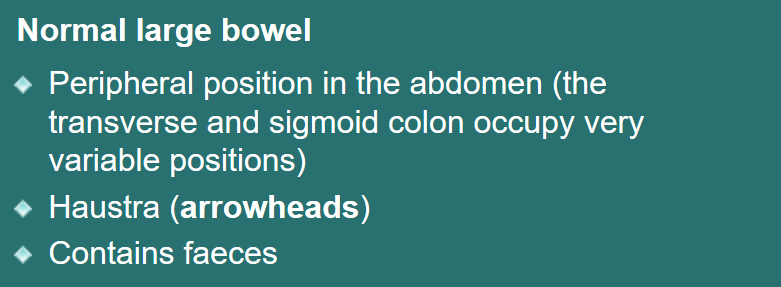 Normal large bowel
Peripheral position in the abdomen (the
transverse and sigmoid colon occupy very
variable positions)
Haustra (arrowheads)
Contains faeces